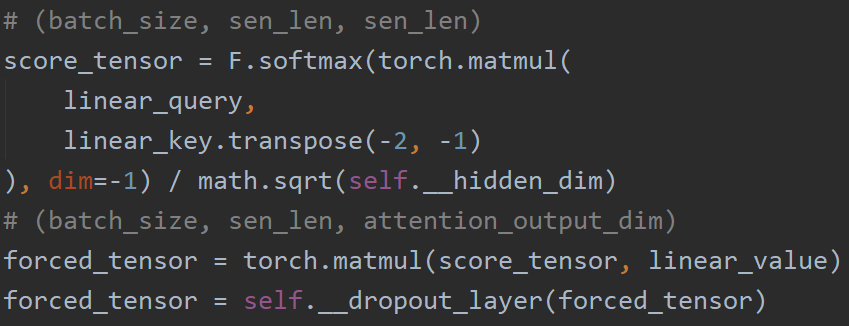 # (batch_size, sen_len, sen_len)
score_tensor = F.softmax(torch.matmul(
    linear_query,
    linear_key.transpose(-2, -1)
), dim=-1) / math.sqrt(self.__hidden_dim)
# (batch_size, sen_len, attention_output_dim)
forced_tensor = torch.matmul(score_tensor, linear_value)
forced_tensor = self.__dropout_layer(forced_tensor)